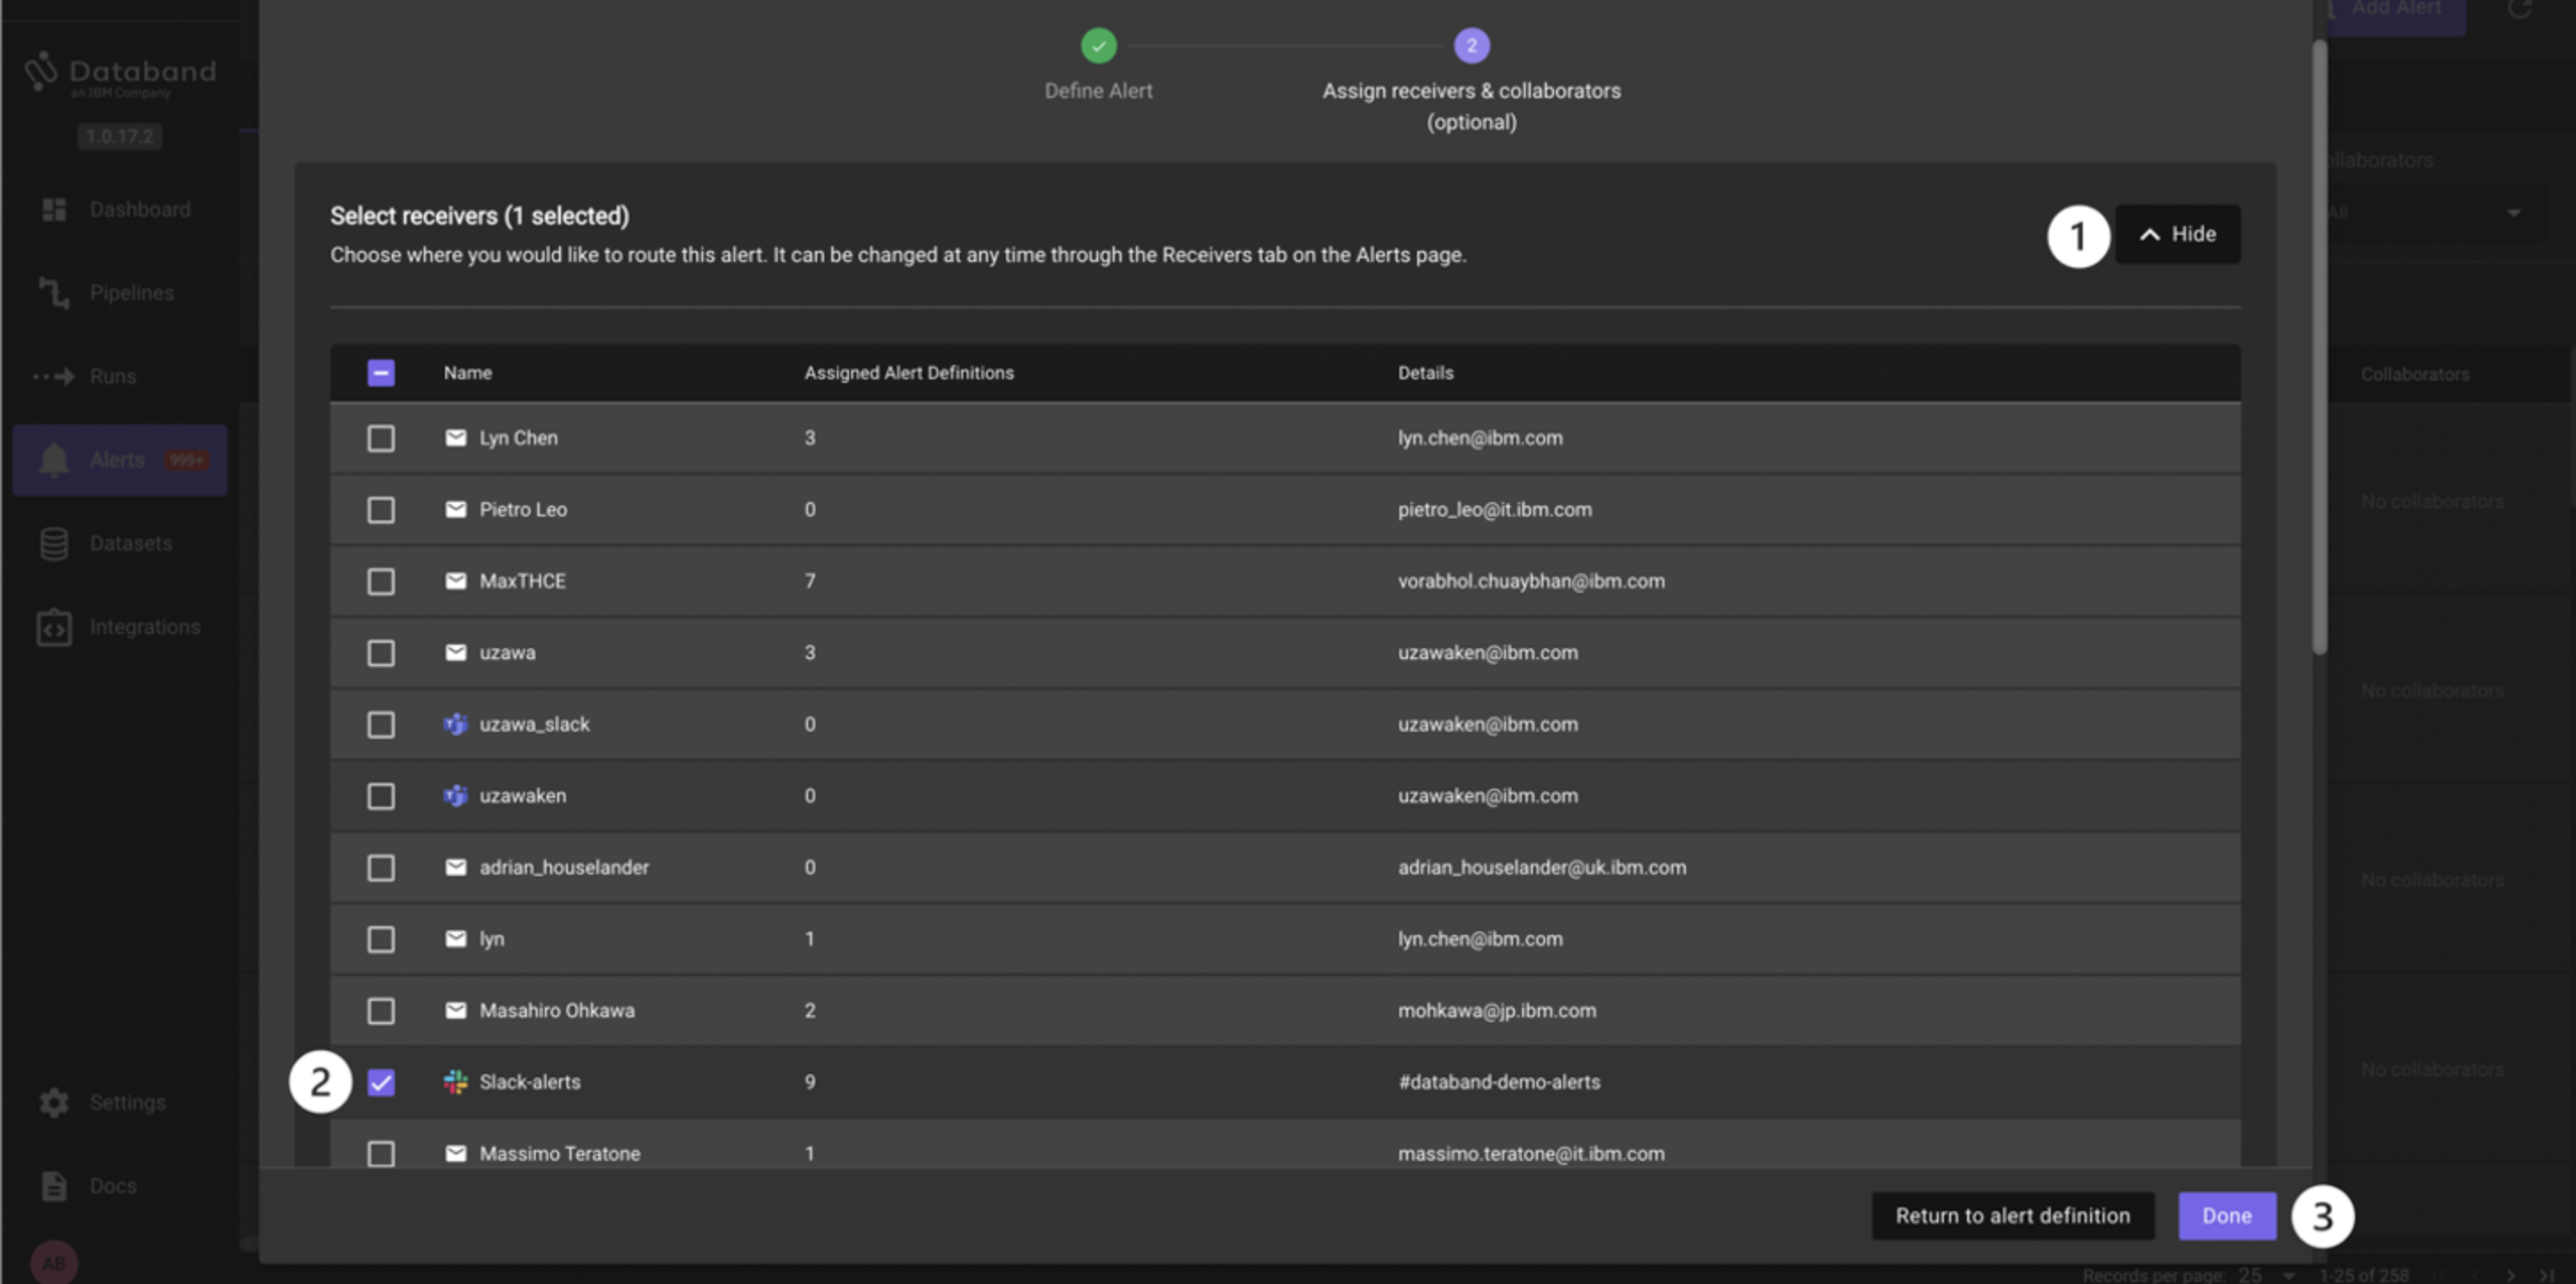 Add Alert
Databand
an IBM Company
1.0.17.2
Dashboard
Pipelines
Runs
Alerts 999+
Datasets
Integrations
Settings
Docs
AB
Define Alert
2
Assign receivers & collaborators
(optional)
Select receivers (1 selected)
Choose where you would like to route this alert. It can be changed at any time through the Receivers tab on the Alerts page.
1
Hide
Name Assigned Alert Definitions Details
Lyn Chen 3 lyn.chen@ibm.com
Pietro Leo 0 pietro_leo@it.ibm.com
MaxTHCE 7 vorabhol.chuaybhan@ibm.com
uzawa 3 uzawaken@ibm.com
uzawa_slack 0 uzawaken@ibm.com
uzawaken 0 uzawaken@ibm.com
adrian_houselander 0 adrian_houselander@uk.ibm.com
lyn 1 lyn.chen@ibm.com
Masahiro Ohkawa 2 mohkawa@jp.ibm.com
2 Slack-alerts 9 #databand-demo-alerts
Massimo Teratone 1 massimo.teratone@it.ibm.com
Return to alert definition
Done
3
ollaborators
All
Collaborators
No collaborators
No collaborators
No collaborators
No collaborators
Records per page: 25 1-25 of 258